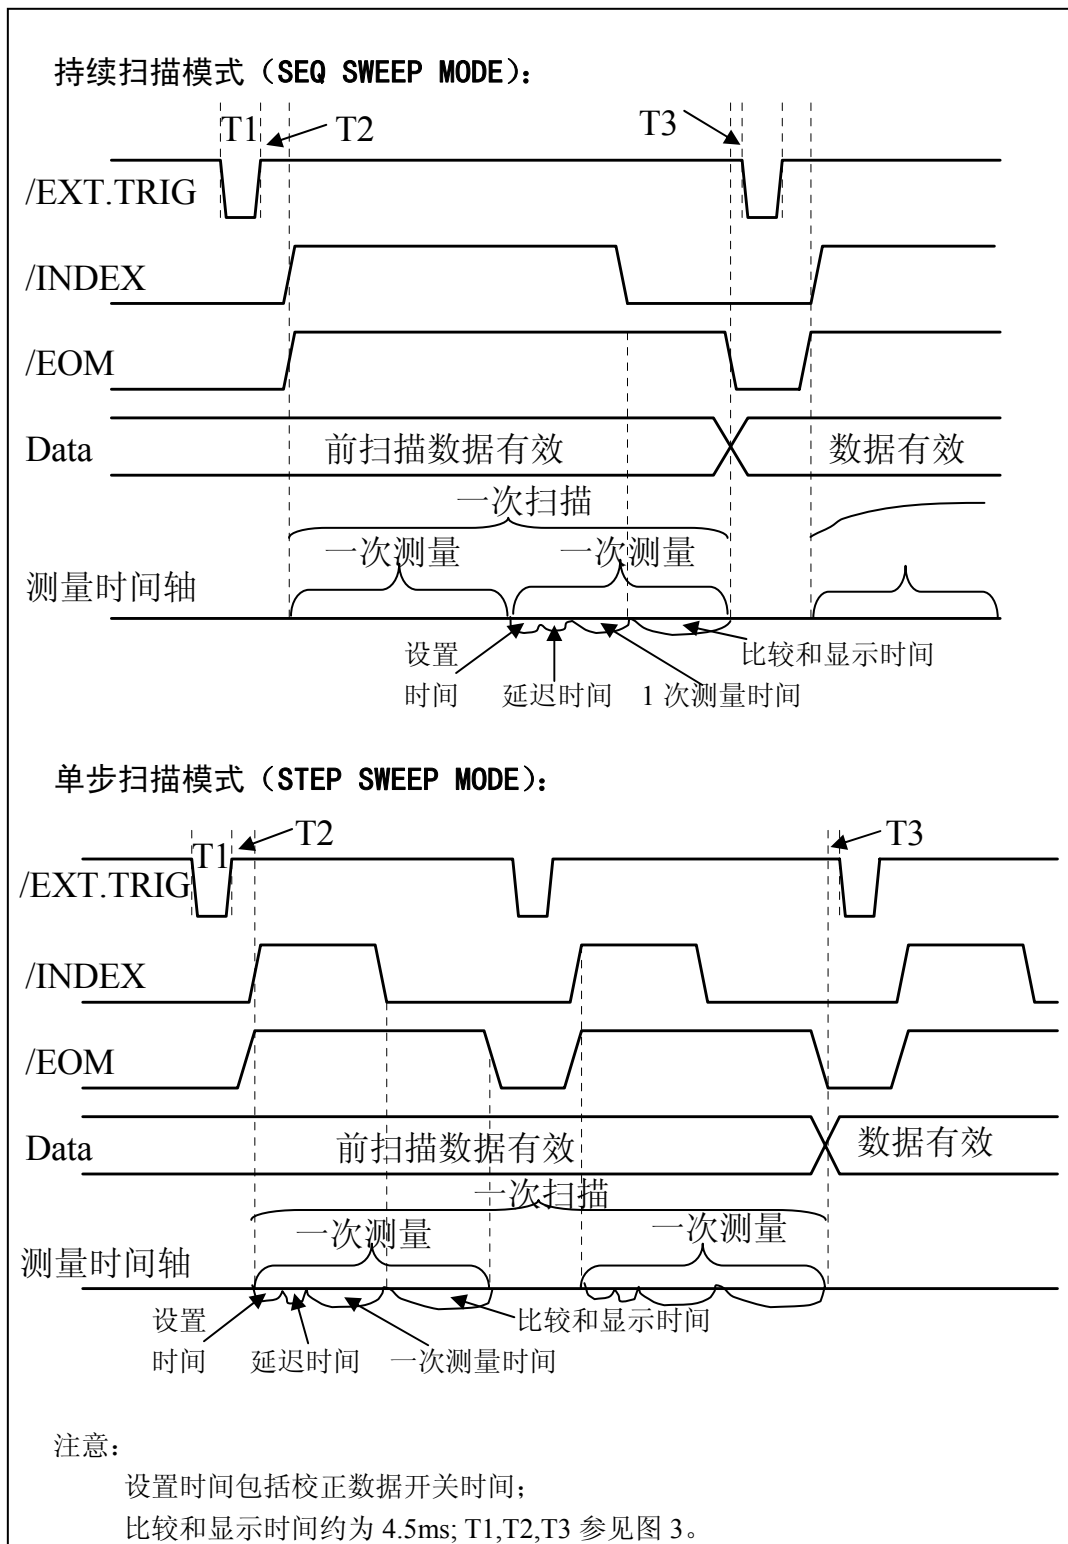 持续扫描模式（SEQ SWEEP MODE）：
T1
T2
T3
/EXT.TRIG
/INDEX
/EOM
Data
前扫描数据有效
数据有效
一次扫描
一次测量
一次测量
测量时间轴
设置
时间
延迟时间
1 次测量时间
比较和显示时间
单步扫描模式（STEP SWEEP MODE）：
T1
T2
T3
/EXT.TRIG
/INDEX
/EOM
Data
前扫描数据有效
数据有效
一次扫描
一次测量
一次测量
测量时间轴
设置
时间
延迟时间
一次测量时间
比较和显示时间
注意：
设置时间包括校正数据开关时间；
比较和显示时间约为 4.5ms; T1,T2,T3 参见图 3。